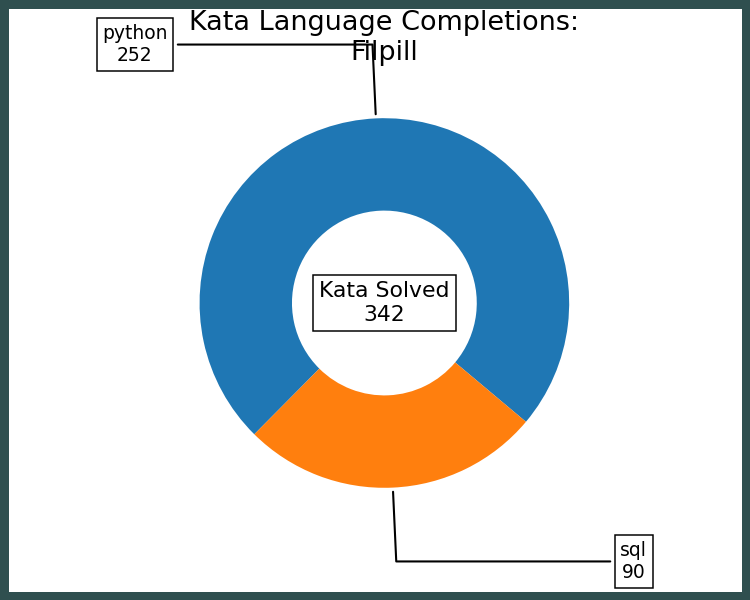 Kata Language Completions:
Filpill
python
252
Kata Solved
342
sql
90